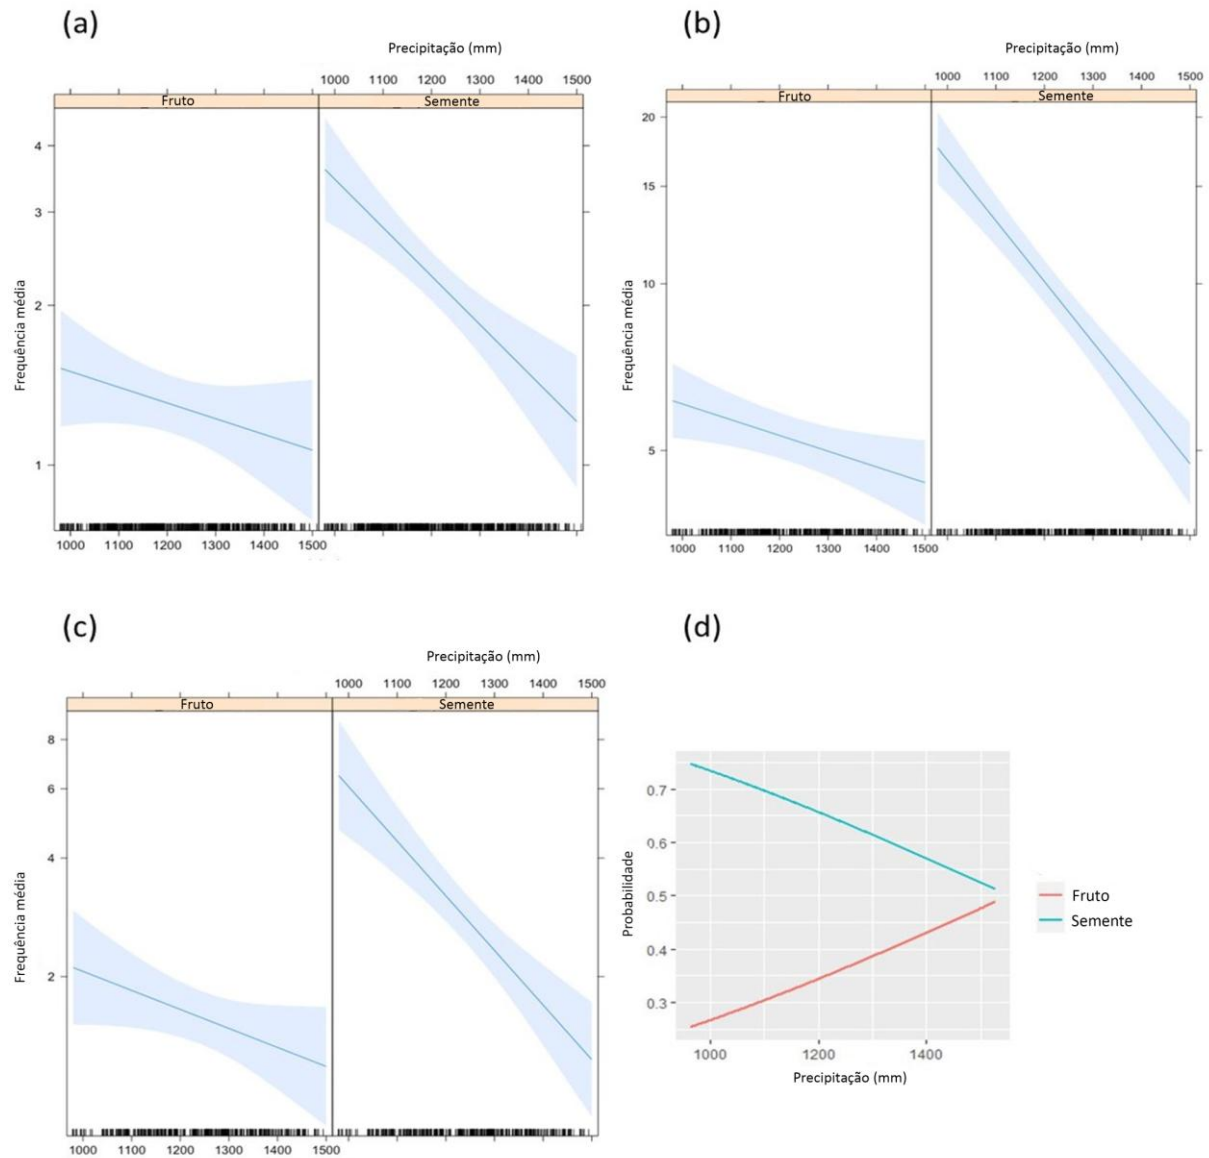 (a)
Precipitação (mm)
1000 1100 1200 1300 1400 1500
Fruto Semente
4
3
2
1
Frequência média
1000 1100 1200 1300 1400 1500
(b)
Precipitação (mm)
1000 1100 1200 1300 1400 1500
Fruto Semente
20
15
10
5
Frequência média
1000 1100 1200 1300 1400 1500
(c)
Precipitação (mm)
1000 1100 1200 1300 1400 1500
Fruto Semente
8
6
4
2
Frequência média
1000 1100 1200 1300 1400 1500
(d)
0.7
0.6
0.5
0.4
0.3
Probabilidade
1000 1200 1400
Precipitação (mm)
Fruto
Semente